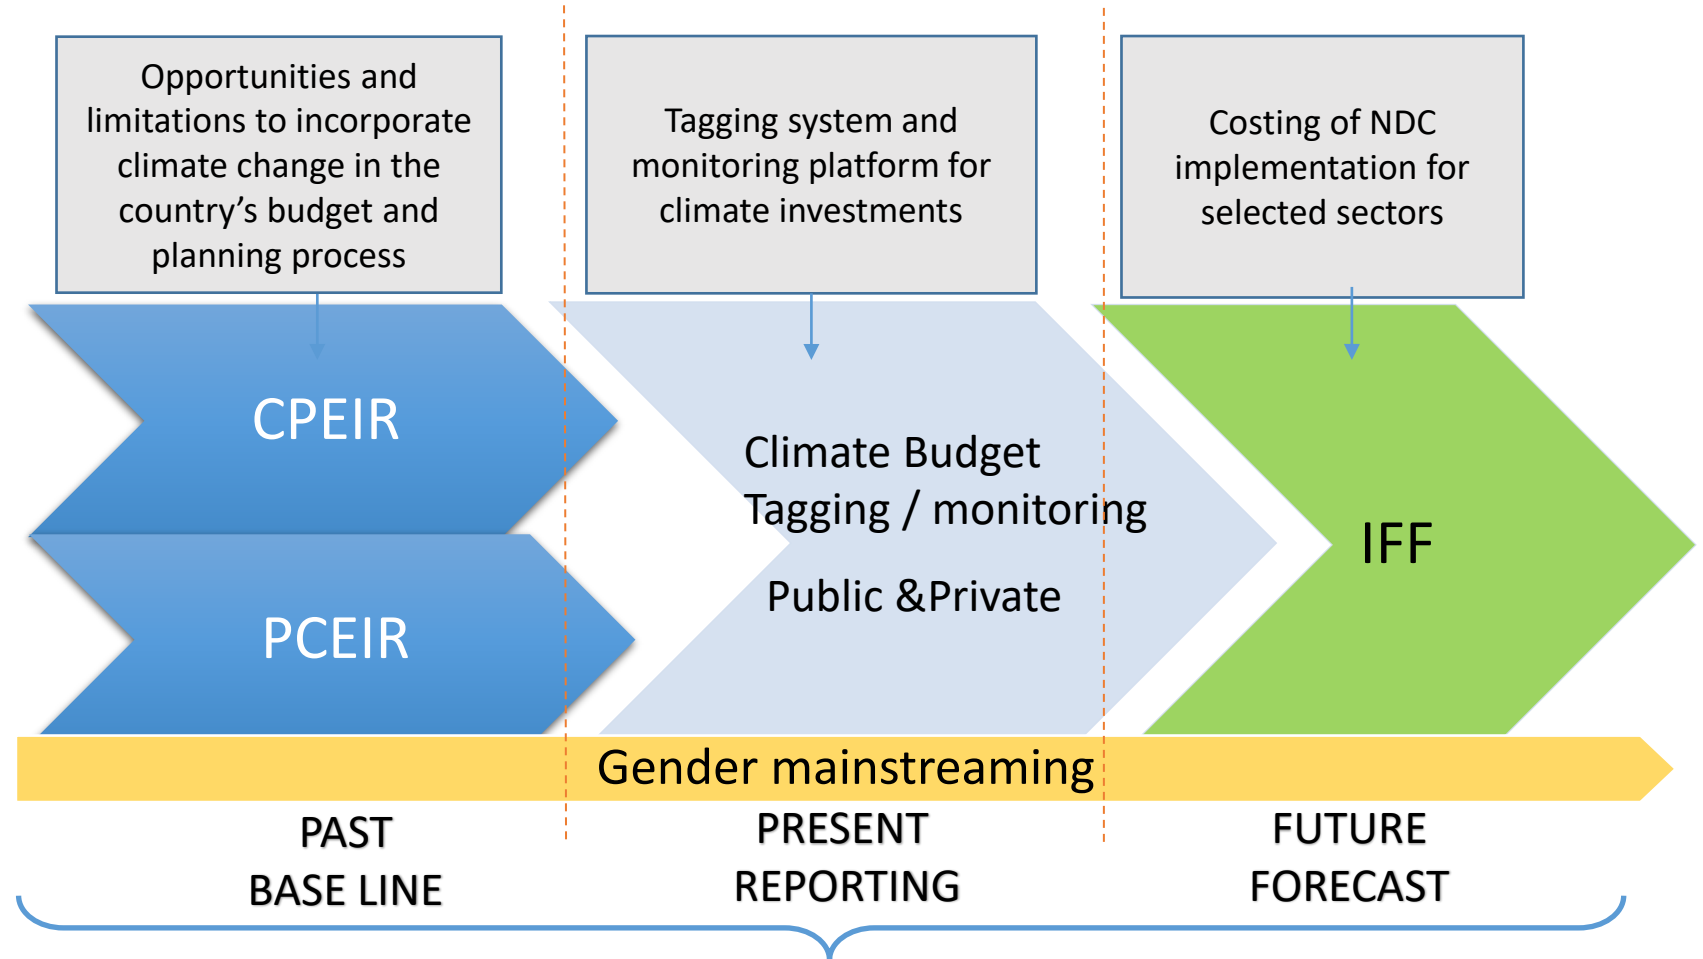 Opportunities and
limitations to incorporate
climate change in the
country’s budget and
planning process
Tagging system and
monitoring platform for
climate investments
Costing of NDC
implementation for
selected sectors
CPEIR
PCEIR
Climate Budget
Tagging / monitoring
Public &Private
IFF
Gender mainstreaming
PAST
BASE LINE
PRESENT
REPORTING
FUTURE
FORECAST